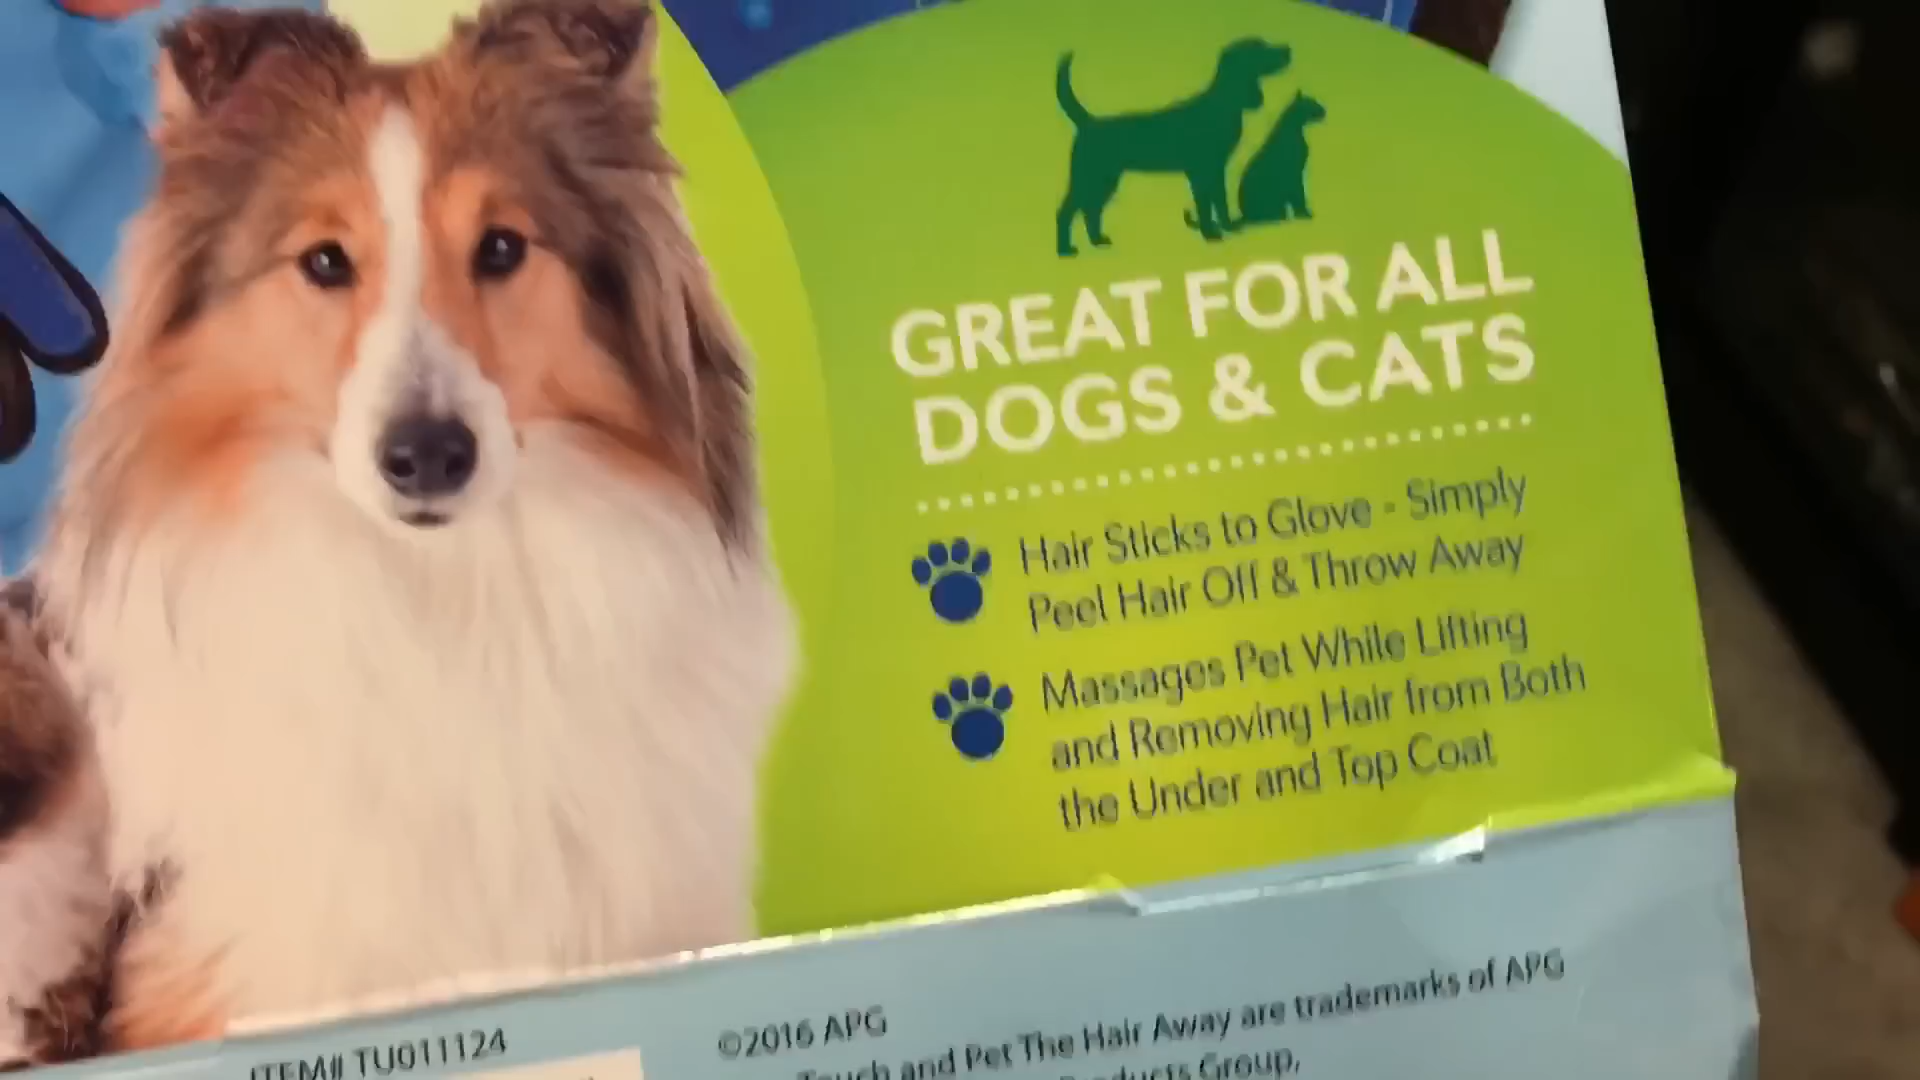 GREAT FOR ALL
DOGS & CATS
Hair Sticks to Glove - Simply
Peel Hair Off & Throw Away
Massages Pet While Lifting
and Removing Hair from Both
the Under and Top Coat
ITEM# TU011124
©2016 APG
Touch and Pet The Hair Away are trademarks of APG
Products Group,